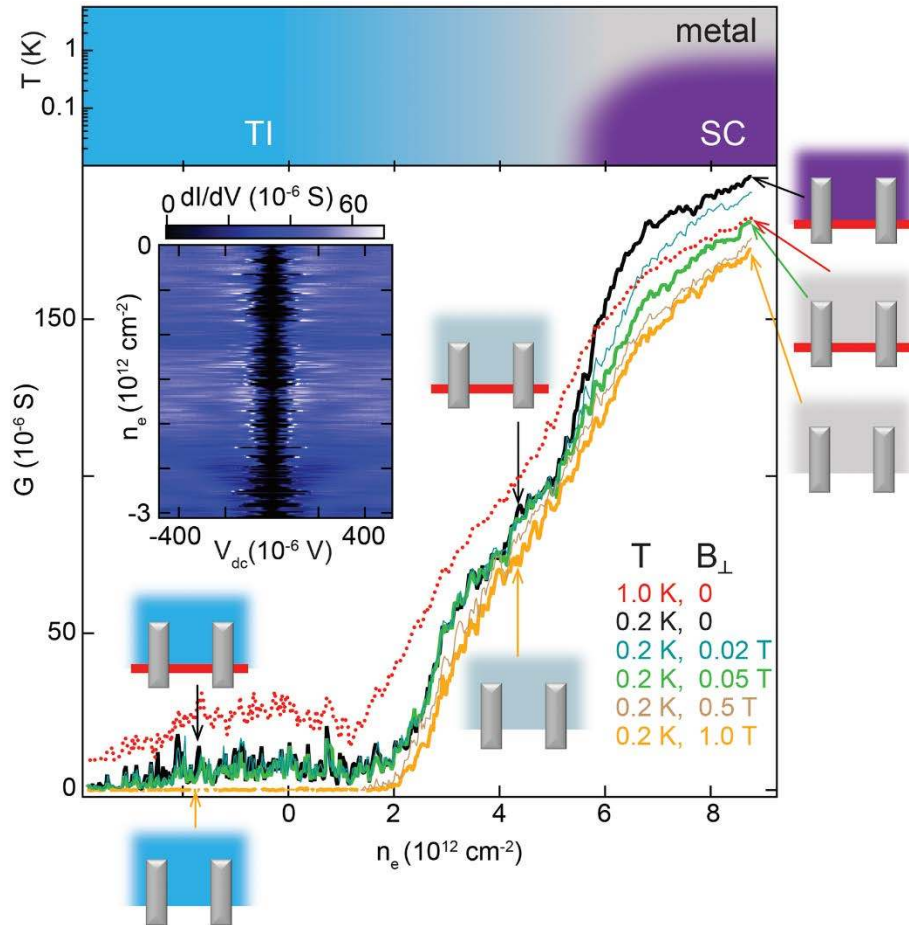 metal
T (K)
1
0.1
TI
SC
0 dI/dV (10⁻⁶ S) 60
0
nₑ (10¹² cm⁻²)
-3
-400 400
V_dc (10⁻⁶ V)
G (10⁻⁶ S)
150
50
0
T B⊥
1.0 K, 0
0.2 K, 0
0.2 K, 0.02 T
0.2 K, 0.05 T
0.2 K, 0.5 T
0.2 K, 1.0 T
0 2 4 6 8
nₑ (10¹² cm⁻²)